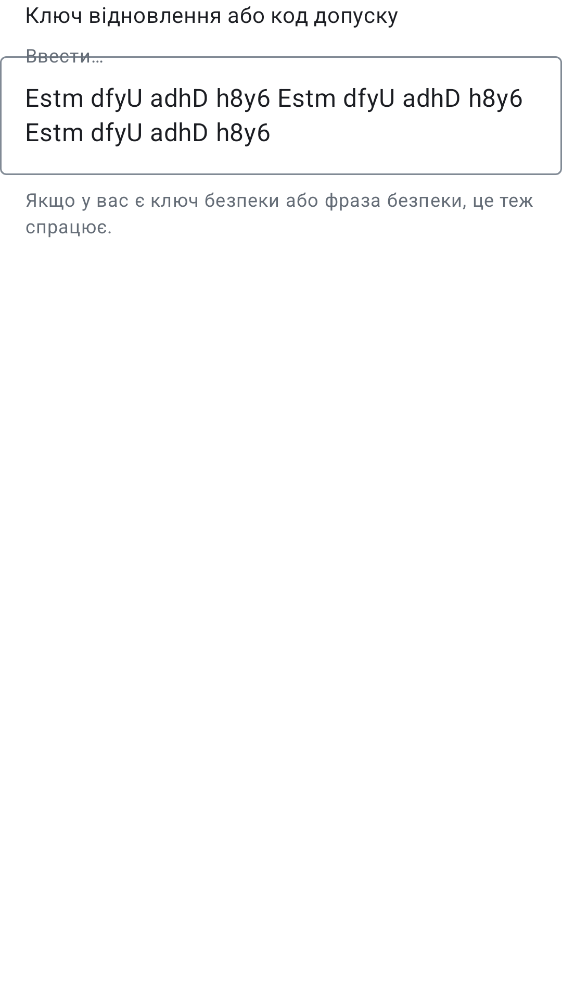 Ключ відновлення або код допуску
Ввести…
Estm dfyU adhD h8y6 Estm dfyU adhD h8y6
Estm dfyU adhD h8y6
Якщо у вас є ключ безпеки або фраза безпеки, це теж
спрацює.